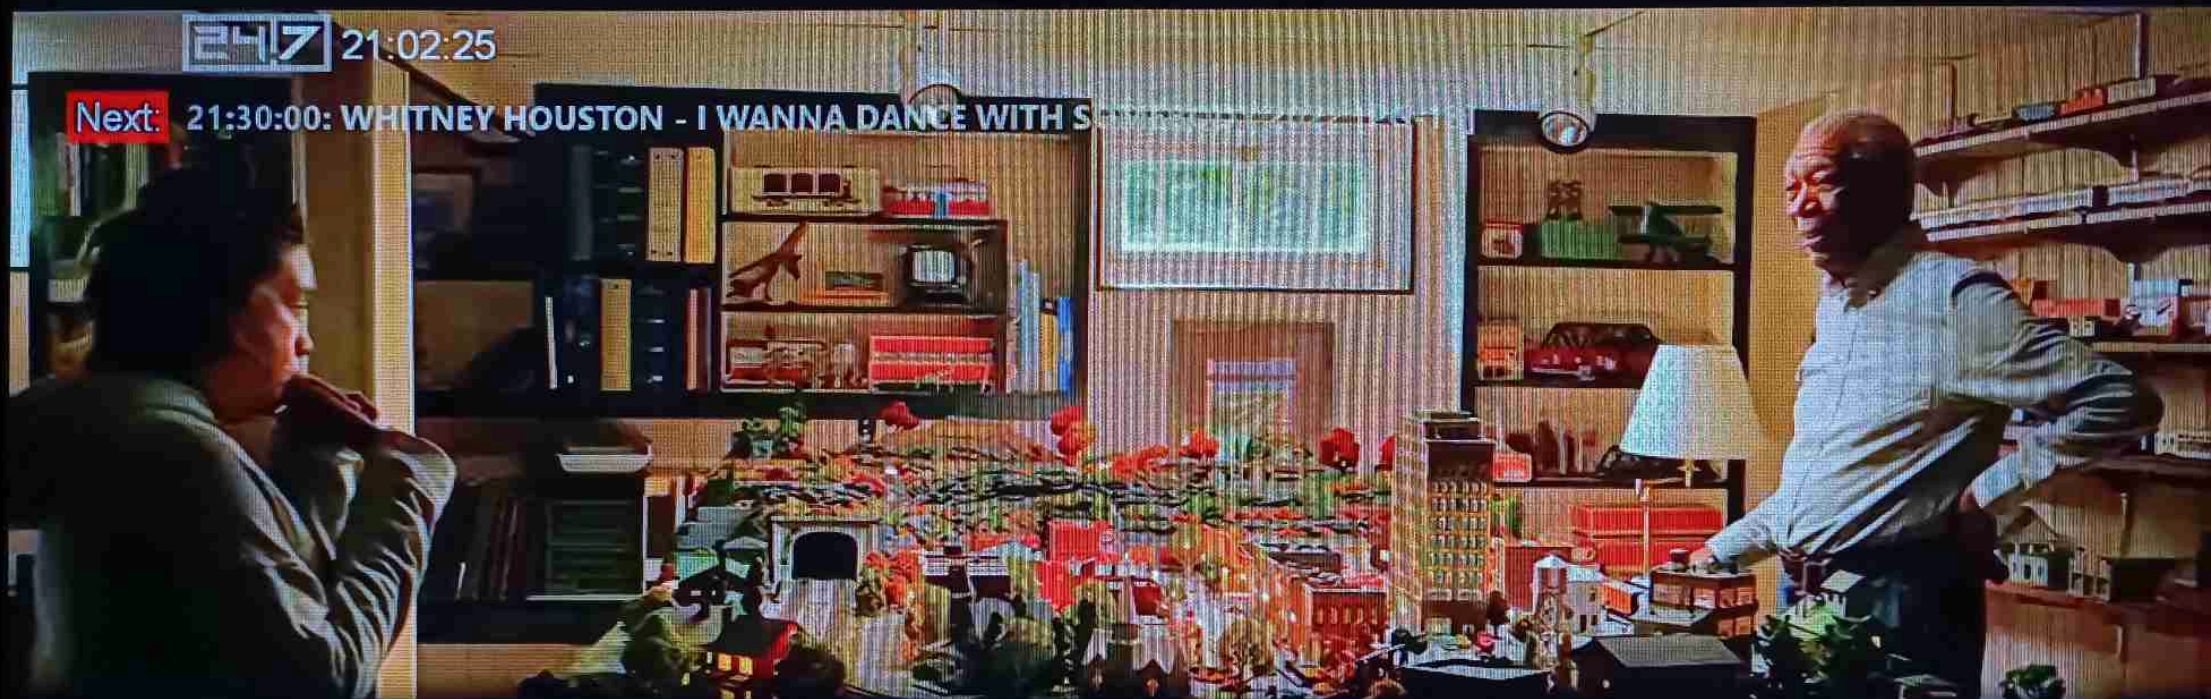 24/7 21:02:25
Next: 21:30:00: WHITNEY HOUSTON - I WANNA DANCE WITH S